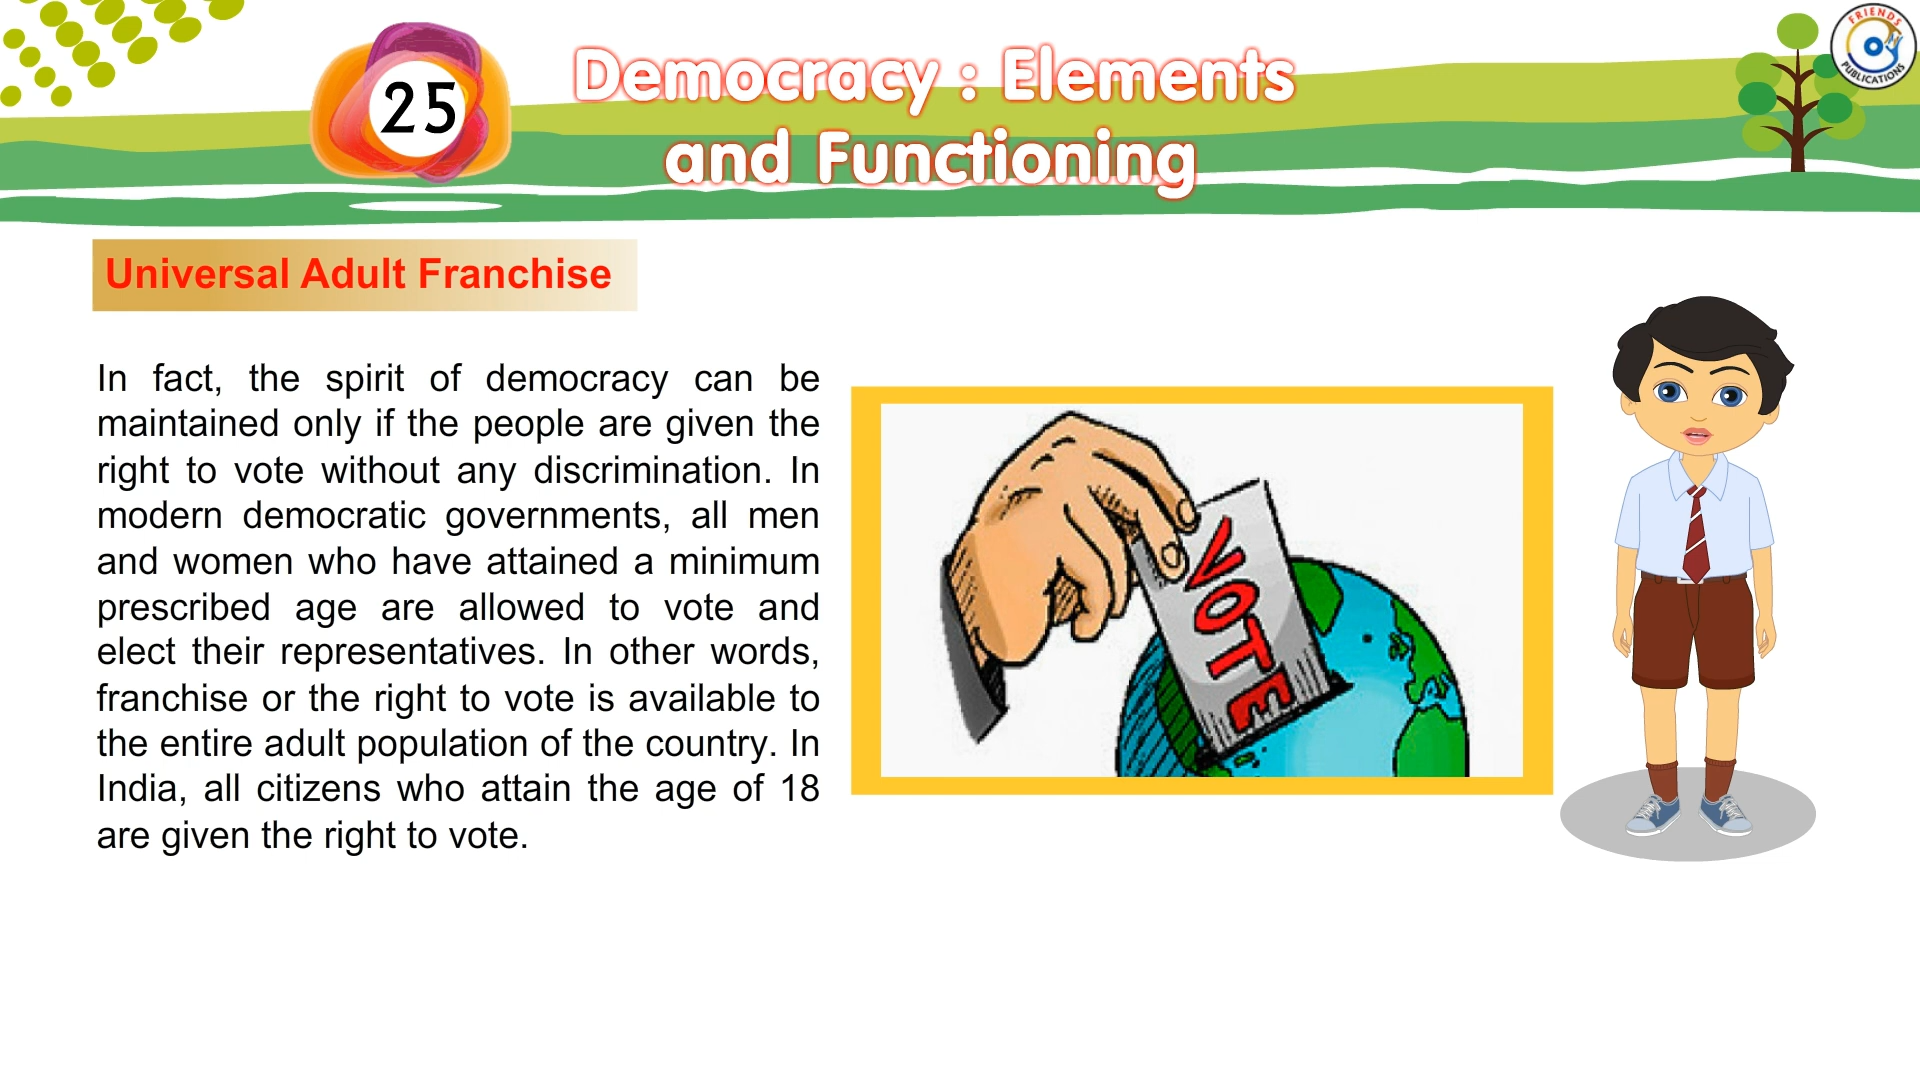 25
Democracy : Elements
and Functioning
FRIENDS
PUBLICATIONS
Universal Adult Franchise
In fact, the spirit of democracy can be
maintained only if the people are given the
right to vote without any discrimination. In
modern democratic governments, all men
and women who have attained a minimum
prescribed age are allowed to vote and
elect their representatives. In other words,
franchise or the right to vote is available to
the entire adult population of the country. In
India, all citizens who attain the age of 18
are given the right to vote.
VOTE